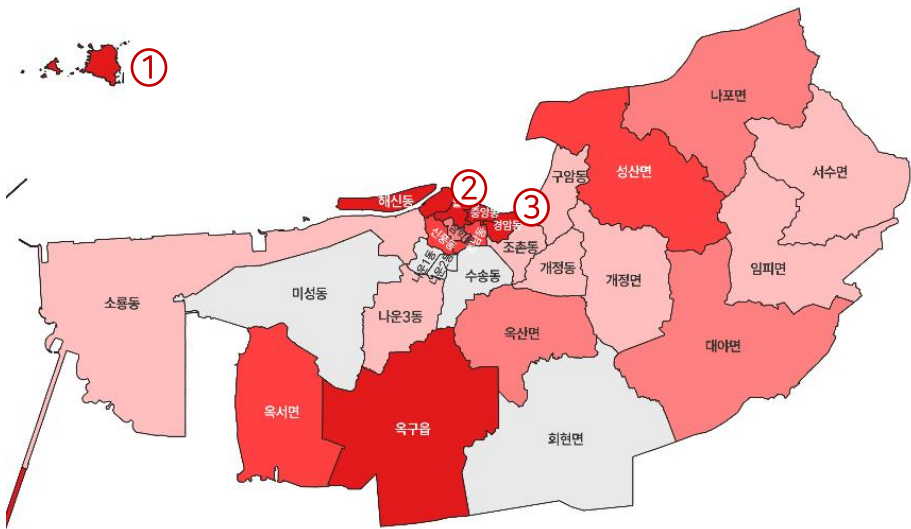 ①
나포면
구암동
성산면
서수면
②
해신동
중앙동
③
경암동
신풍동
조촌동
개정동
개정면
임피면
수송동
미성동
소룡동
나운3동
옥산면
대야면
옥서면
옥구읍
회현면